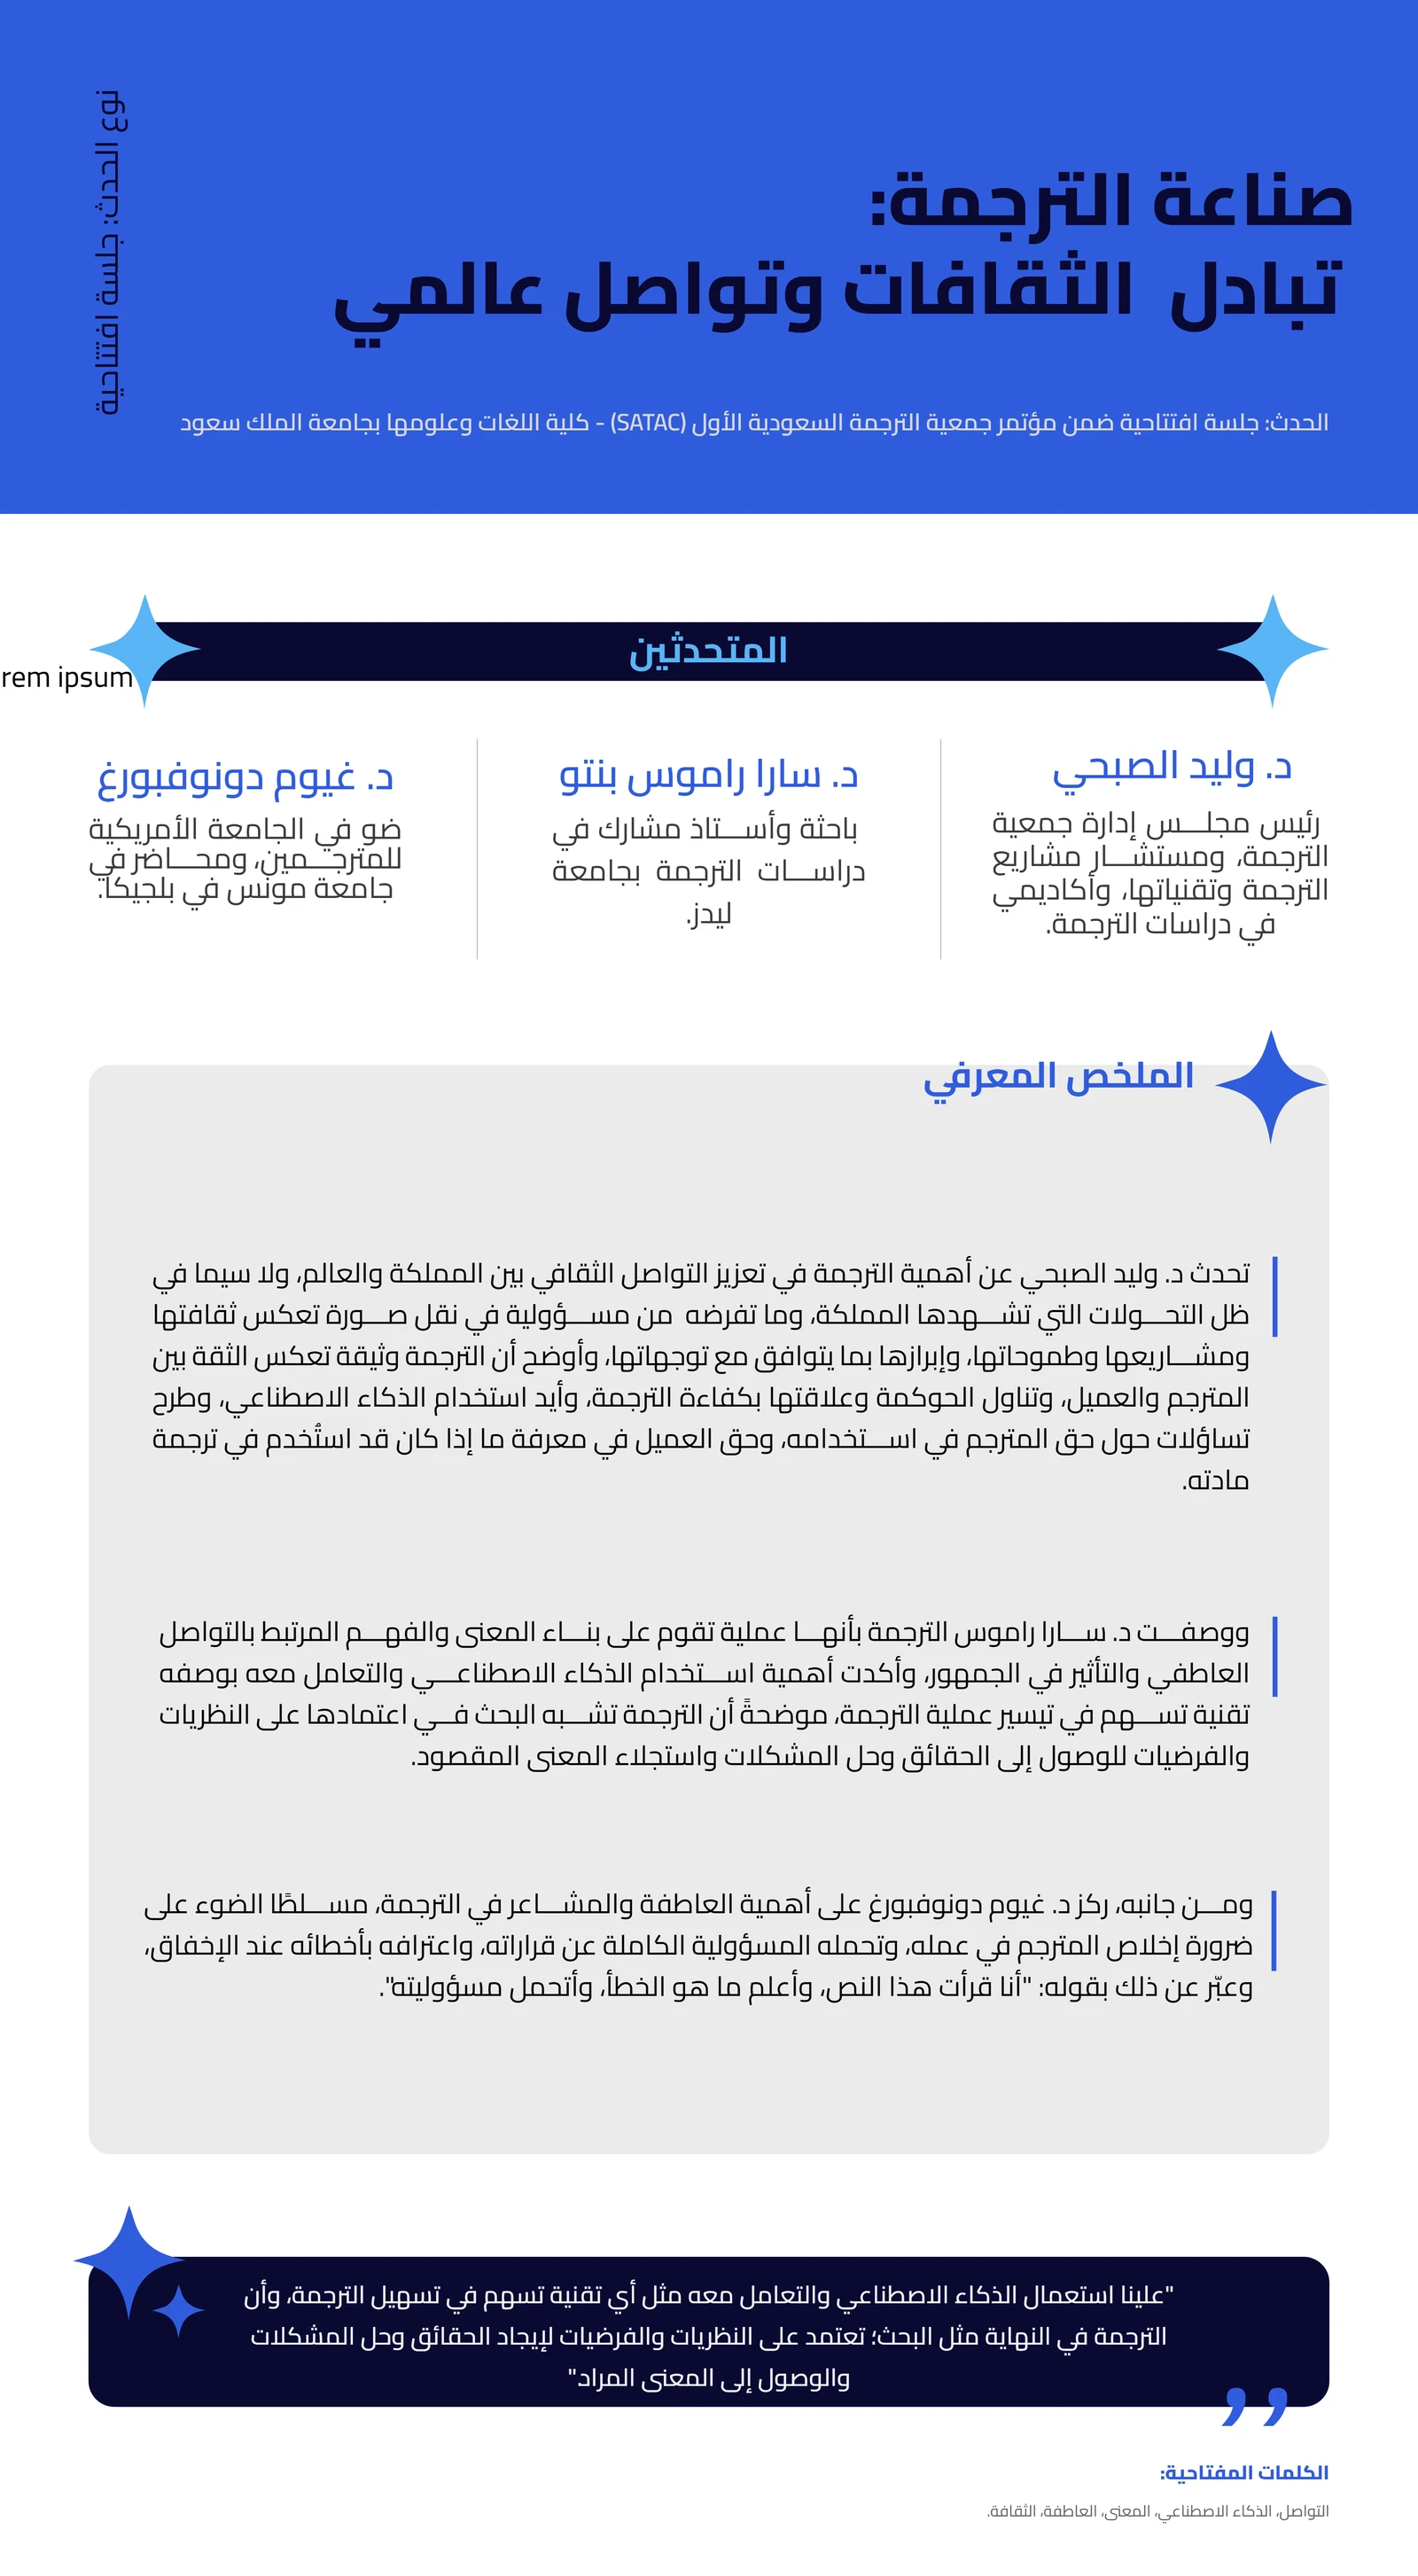 نوع الحدث: جلسة افتتاحية
صناعة الترجمة:
تبادل الثقافات وتواصل عالمي
الحدث: جلسة افتتاحية ضمن مؤتمر جمعية الترجمة السعودية الأول (SATAC) - كلية اللغات وعلومها بجامعة الملك سعود
المتحدثين
rem ipsum
د. وليد الصبحي
رئيس مجلـــس إدارة جمعية
الترجمة، ومستشـــار مشاريع
الترجمة وتقنياتها، وأكاديمي
في دراسات الترجمة.
د. سارا راموس بنتو
باحثة وأســـتاذ مشارك في
دراســـات الترجمة بجامعة
ليدز.
د. غيوم دونوفبورغ
ضو في الجامعة الأمريكية
للمترجـــمين، ومحـــاضر في
جامعة مونس في بلجيكا.
الملخص المعرفي
تحدث د. وليد الصبحي عن أهمية الترجمة في تعزيز التواصل الثقافي بين المملكة والعالم، ولا سيما في
ظل التحـــولات التي تشـــهدها المملكة، وما تفرضه من مســـؤولية في نقل صـــورة تعكس ثقافتها
ومشـــاريعها وطموحاتها، وإبرازها بما يتوافق مع توجهاتها، وأوضح أن الترجمة وثيقة تعكس الثقة بين
المترجم والعميل، وتناول الحوكمة وعلاقتها بكفاءة الترجمة، وأيد استخدام الذكاء الاصطناعي، وطرح
تساؤلات حول حق المترجم في اســـتخدامه، وحق العميل في معرفة ما إذا كان قد استُخدم في ترجمة
مادته.
ووصفـــت د. ســـارا راموس الترجمة بأنهـــا عملية تقوم على بنـــاء المعنى والفهـــم المرتبط بالتواصل
العاطفي والتأثير في الجمهور، وأكدت أهمية اســـتخدام الذكاء الاصطناعـــي والتعامل معه بوصفه
تقنية تســـهم في تيسير عملية الترجمة، موضحةً أن الترجمة تشـــبه البحث فـــي اعتمادها على النظريات
والفرضيات للوصول إلى الحقائق وحل المشكلات واستجلاء المعنى المقصود.
ومـــن جانبه، ركز د. غيوم دونوفبورغ على أهمية العاطفة والمشـــاعر في الترجمة، مســـلطًا الضوء على
ضرورة إخلاص المترجم في عمله، وتحمله المسؤولية الكاملة عن قراراته، واعترافه بأخطائه عند الإخفاق،
وعبّر عن ذلك بقوله: "أنا قرأت هذا النص، وأعلم ما هو الخطأ، وأتحمل مسؤوليته".
"علينا استعمال الذكاء الاصطناعي والتعامل معه مثل أي تقنية تسهم في تسهيل الترجمة، وأن
الترجمة في النهاية مثل البحث؛ تعتمد على النظريات والفرضيات لإيجاد الحقائق وحل المشكلات
والوصول إلى المعنى المراد."
الكلمات المفتاحية:
التواصل، الذكاء الاصطناعي، المعنى، العاطفة، الثقافة.